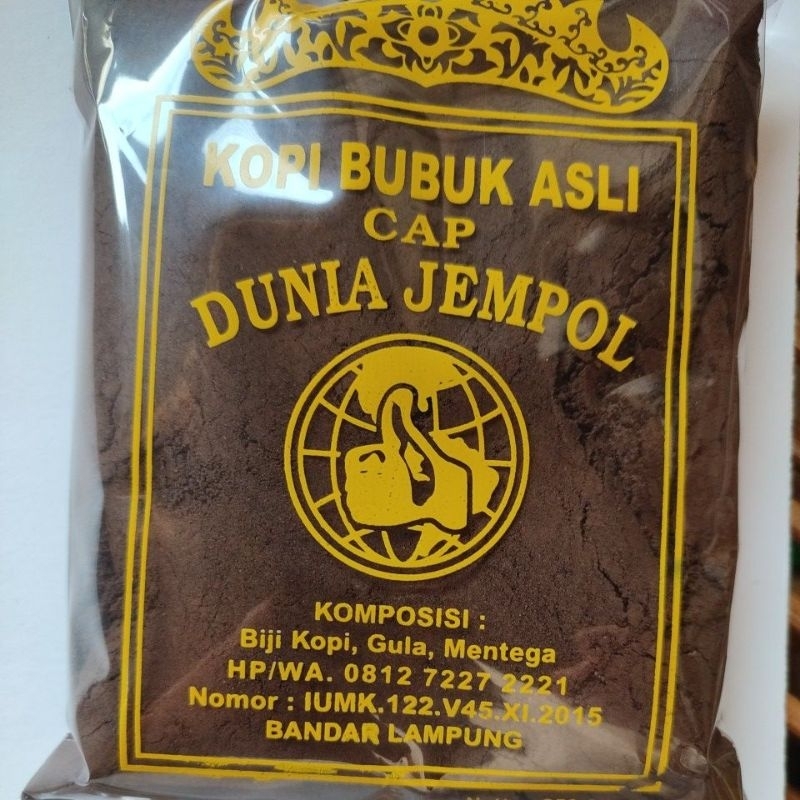 KOPI BUBUK ASLI
CAP
DUNIA JEMPOL
KOMPOSISI :
Biji Kopi, Gula, Mentega
HP/WA. 0812 7227 2221
Nomor : IUMK.122.V45.XI.2015
BANDAR LAMPUNG